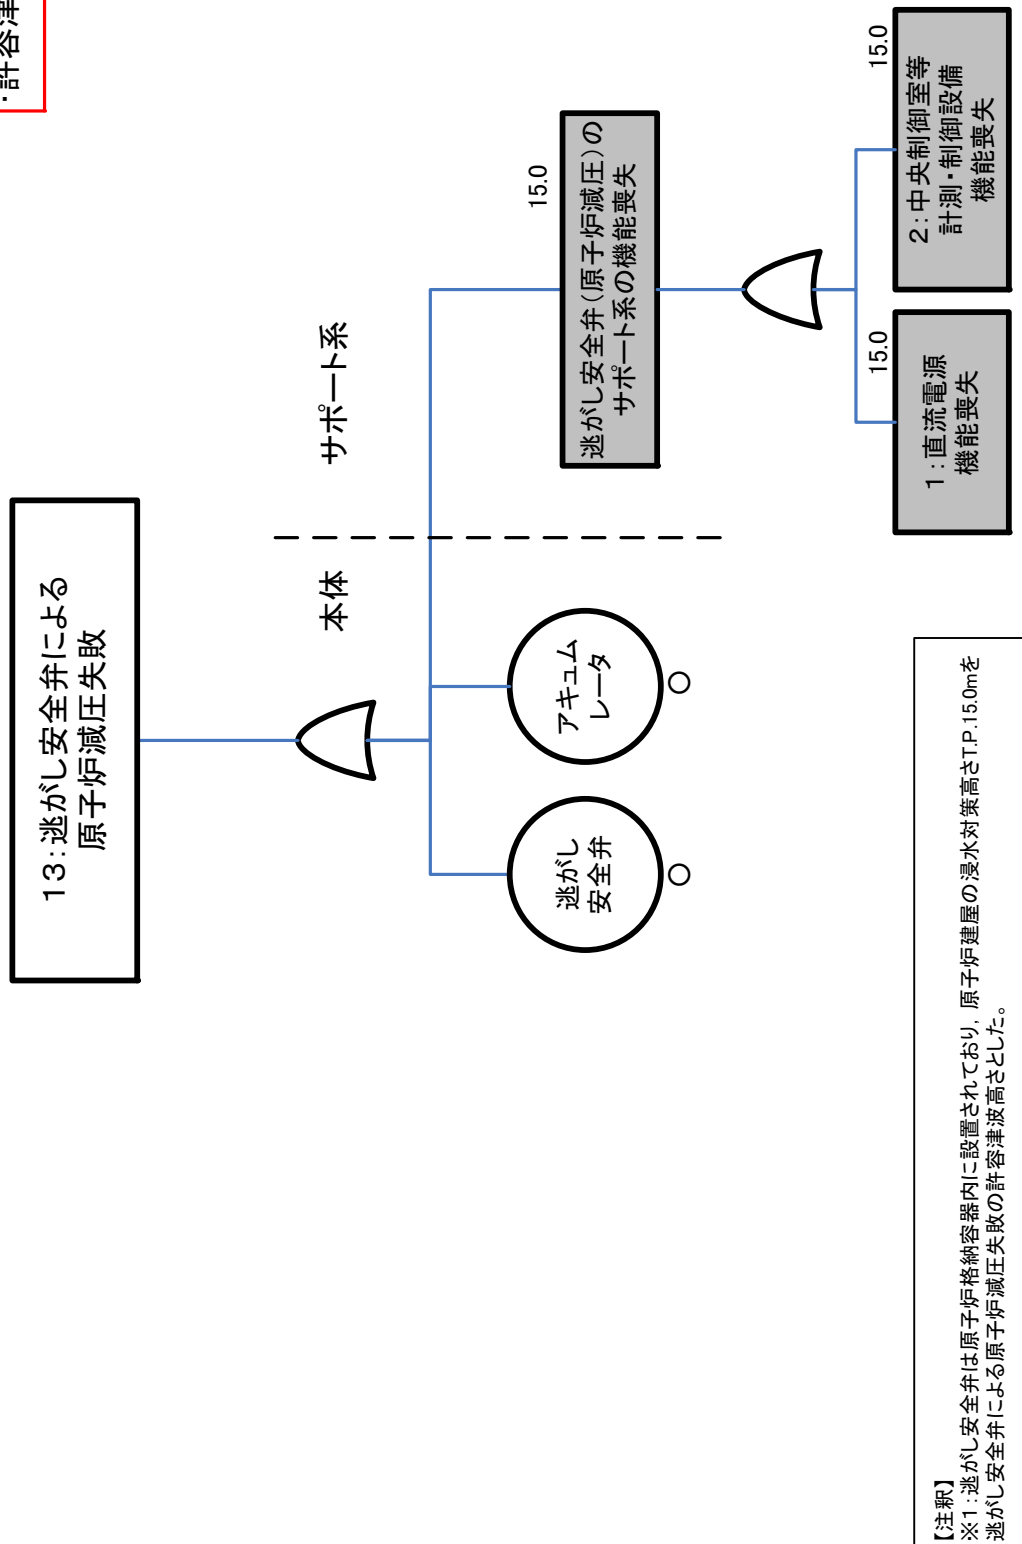 ・許容津
13:逃がし安全弁による
原子炉減圧失敗
本体
サポート系
逃がし
安全弁
○
アキュム
レータ
○
15.0
逃がし安全弁(原子炉減圧)の
サポート系の機能喪失
15.0
1:直流電源
機能喪失
15.0
2:中央制御室等
計測・制御設備
機能喪失
【注釈】
※1:逃がし安全弁は原子炉格納容器内に設置されており,原子炉建屋の浸水対策高さT.P.15.0mを
逃がし安全弁による原子炉減圧失敗の許容津波高さとした。